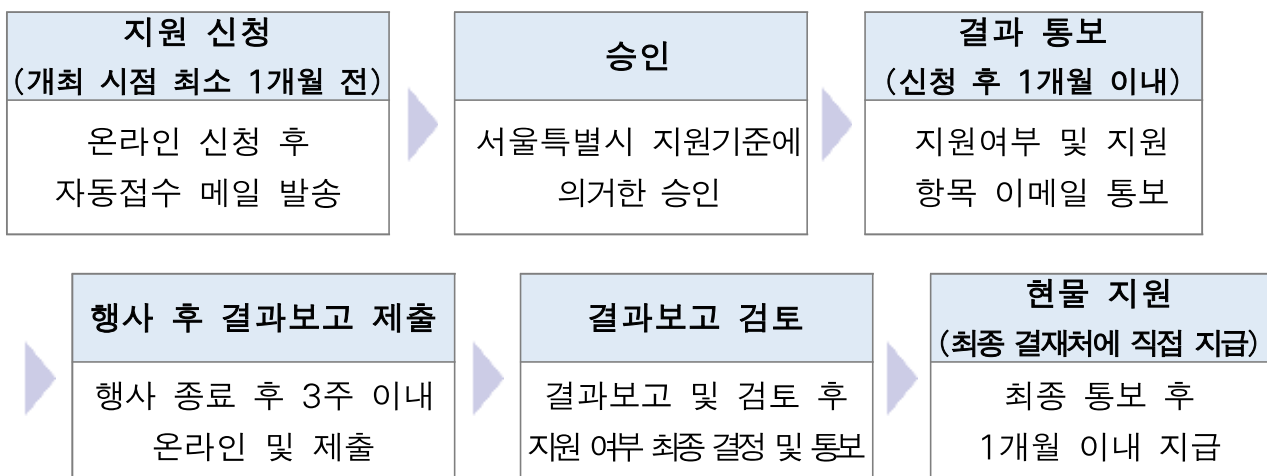 지원 신청
(개최 시점 최소 1개월 전)
온라인 신청 후
자동접수 메일 발송
승인
서울특별시 지원기준에
의거한 승인
결과 통보
(신청 후 1개월 이내)
지원여부 및 지원
항목 이메일 통보
행사 후 결과보고 제출
행사 종료 후 3주 이내
온라인 및 제출
결과보고 검토
결과보고 및 검토 후
지원 여부 최종 결정 및 통보
현물 지원
(최종 결재처에 직접 지급)
최종 통보 후
1개월 이내 지급